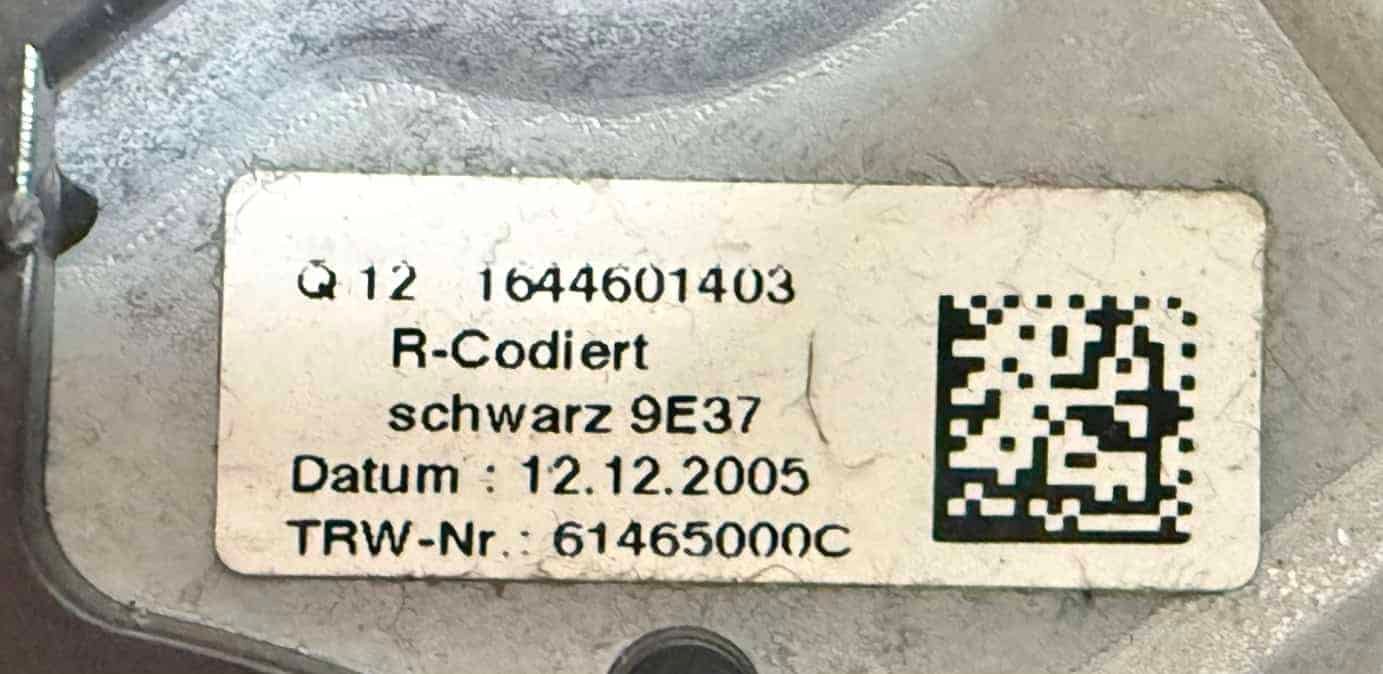 Q 12 1644601403
R-Codiert
schwarz 9E37
Datum : 12.12.2005
TRW-Nr.: 61465000C